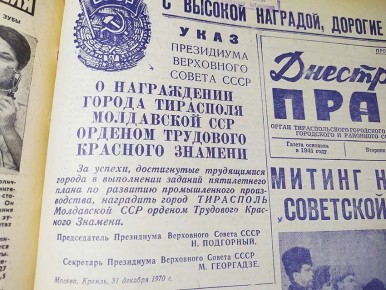 ЗУБЫ
С ВЫСОКОЙ НАГРАДОЙ, ДОРОГИЕ
УКАЗ
ПРЕЗИДИУМА
ВЕРХОВНОГО
СОВЕТА СССР
О НАГРАЖДЕНИИ
ГОРОДА ТИРАСПОЛЯ
МОЛДАВСКОЙ ССР
ОРДЕНОМ ТРУДОВОГО
КРАСНОГО ЗНАМЕНИ
За успехи, достигнутые трудящимися
города в выполнении заданий пятилетнего
плана по развитию промышленного произ-
водства, наградить город ТИРАСПОЛЬ
Молдавской ССР орденом Трудового Крас-
ного Знамени.
Председатель Президиума Верховного Совета СССР
Н. ПОДГОРНЫЙ.
Секретарь Президиума Верховного Совета СССР
М. ГЕОРГАДЗЕ.
Москва, Кремль, 31 декабря 1970 г.
Днестр
ПРА
ОРГАН ТИРАСПОЛЬСКОГО ГОРОДСКОГО
ГОРОДСКОГО И РАЙОННОГО СО
Газета основана
в 1941 году
Вторник
МИТИНГ Н
СОВЕТСКОЙ